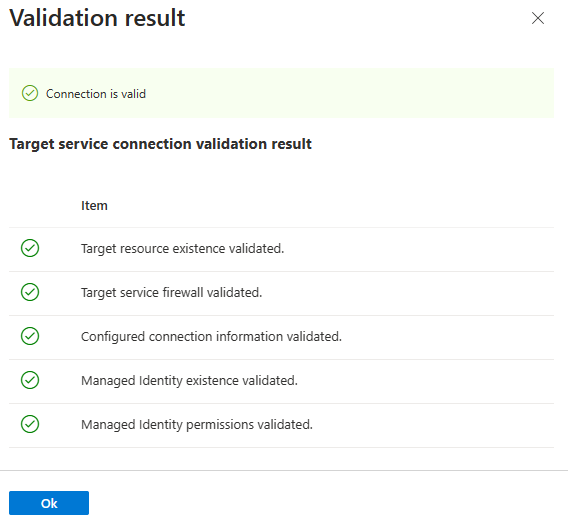 Validation result
Connection is valid
Target service connection validation result
Item
Target resource existence validated.
Target service firewall validated.
Configured connection information validated.
Managed Identity existence validated.
Managed Identity permissions validated.
Ok